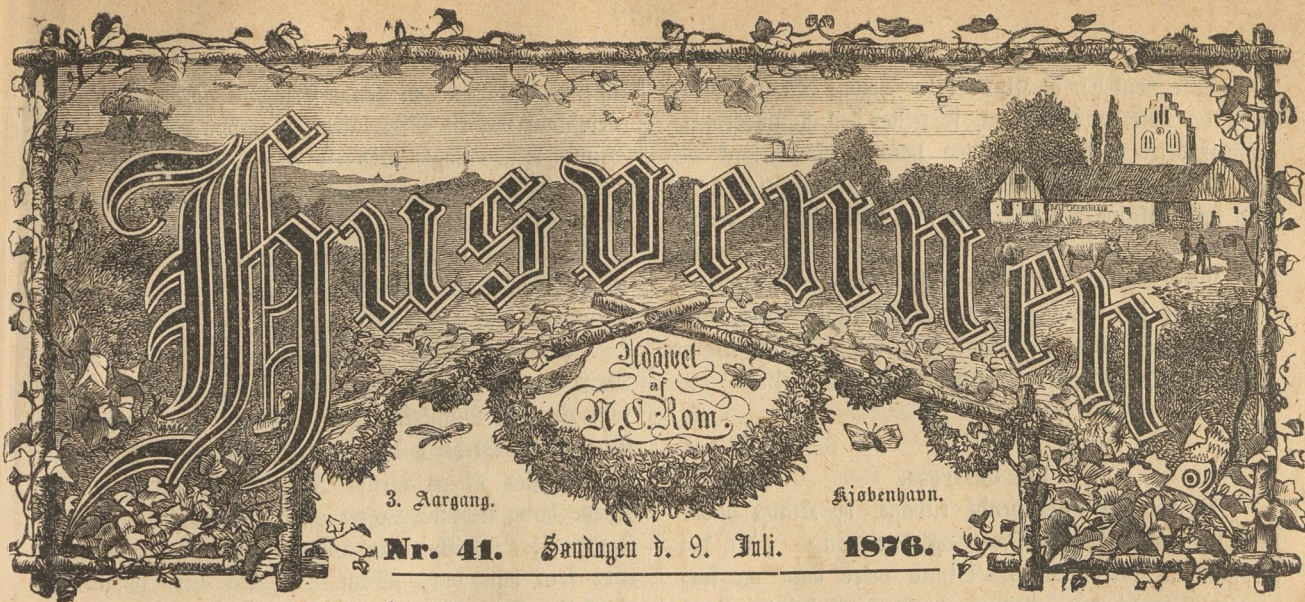 Husvennen
Udgivet
af
N. C. Rom.
3. Aargang.
Kjøbenhavn.
Nr. 41. Søndagen d. 9. Juli. 1876.